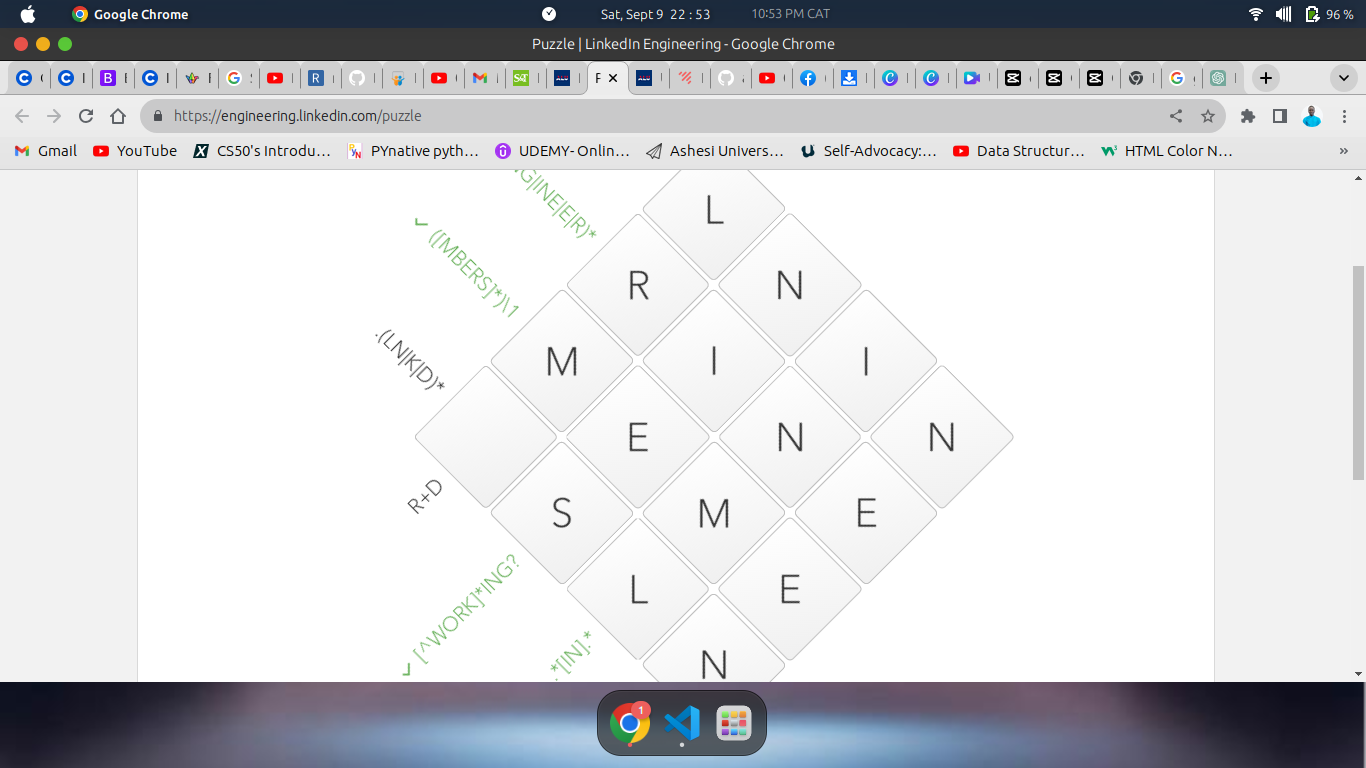 Google Chrome
Sat, Sept 9 22 : 53
10:53 PM CAT
96 %
Puzzle | LinkedIn Engineering - Google Chrome
https://engineering.linkedin.com/puzzle
Gmail
YouTube
CS50's Introdu...
PYnative pyth...
UDEMY- Onlin...
Ashesi Univers...
Self-Advocacy:...
Data Structur...
HTML Color N...
»
G|INE|E|R)*
([MBERS]*)\1
.(LN|K|D)*
R+D
[^WORK]*ING?
.*[IN].*
L
R N
M I I
E N N
S M E
L E
N
1